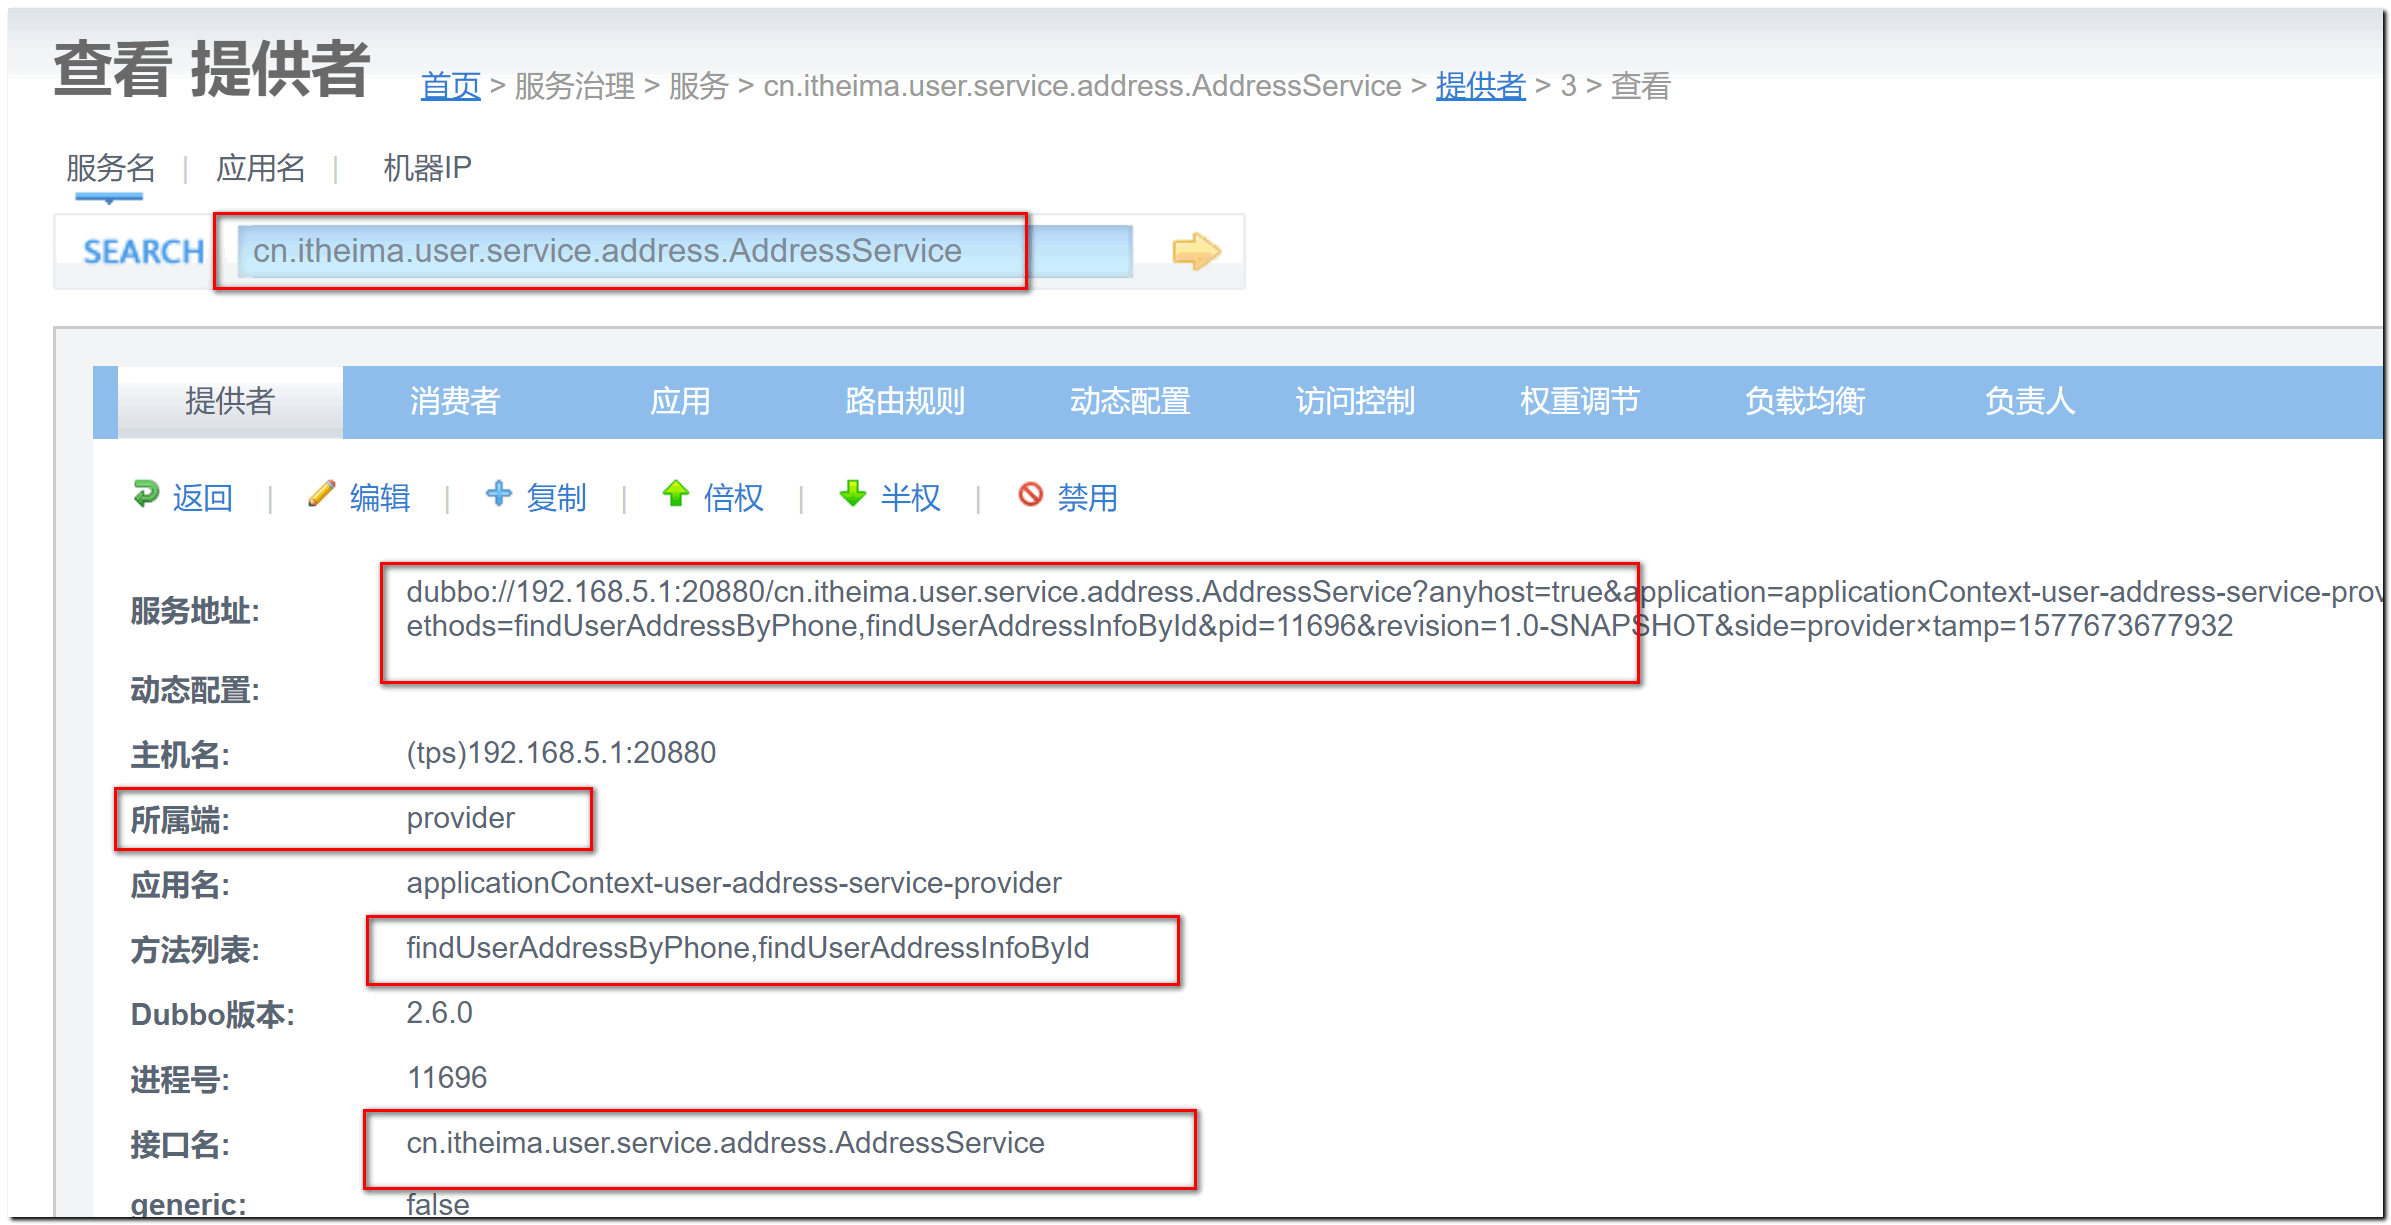 查看 提供者
首页 > 服务治理 > 服务 > cn.itheima.user.service.address.AddressService > 提供者 > 3 > 查看
服务名 | 应用名 | 机器IP
SEARCH cn.itheima.user.service.address.AddressService
提供者 消费者 应用 路由规则 动态配置 访问控制 权重调节 负载均衡 负责人
返回 | 编辑 | 复制 | 倍权 | 半权 | 禁用
服务地址: dubbo://192.168.5.1:20880/cn.itheima.user.service.address.AddressService?anyhost=true&application=applicationContext-user-address-service-prov
ethods=findUserAddressByPhone,findUserAddressInfoById&pid=11696&revision=1.0-SNAPSHOT&side=provider×tamp=1577673677932
动态配置:
主机名: (tps)192.168.5.1:20880
所属端: provider
应用名: applicationContext-user-address-service-provider
方法列表: findUserAddressByPhone,findUserAddressInfoById
Dubbo版本: 2.6.0
进程号: 11696
接口名: cn.itheima.user.service.address.AddressService
generic: false